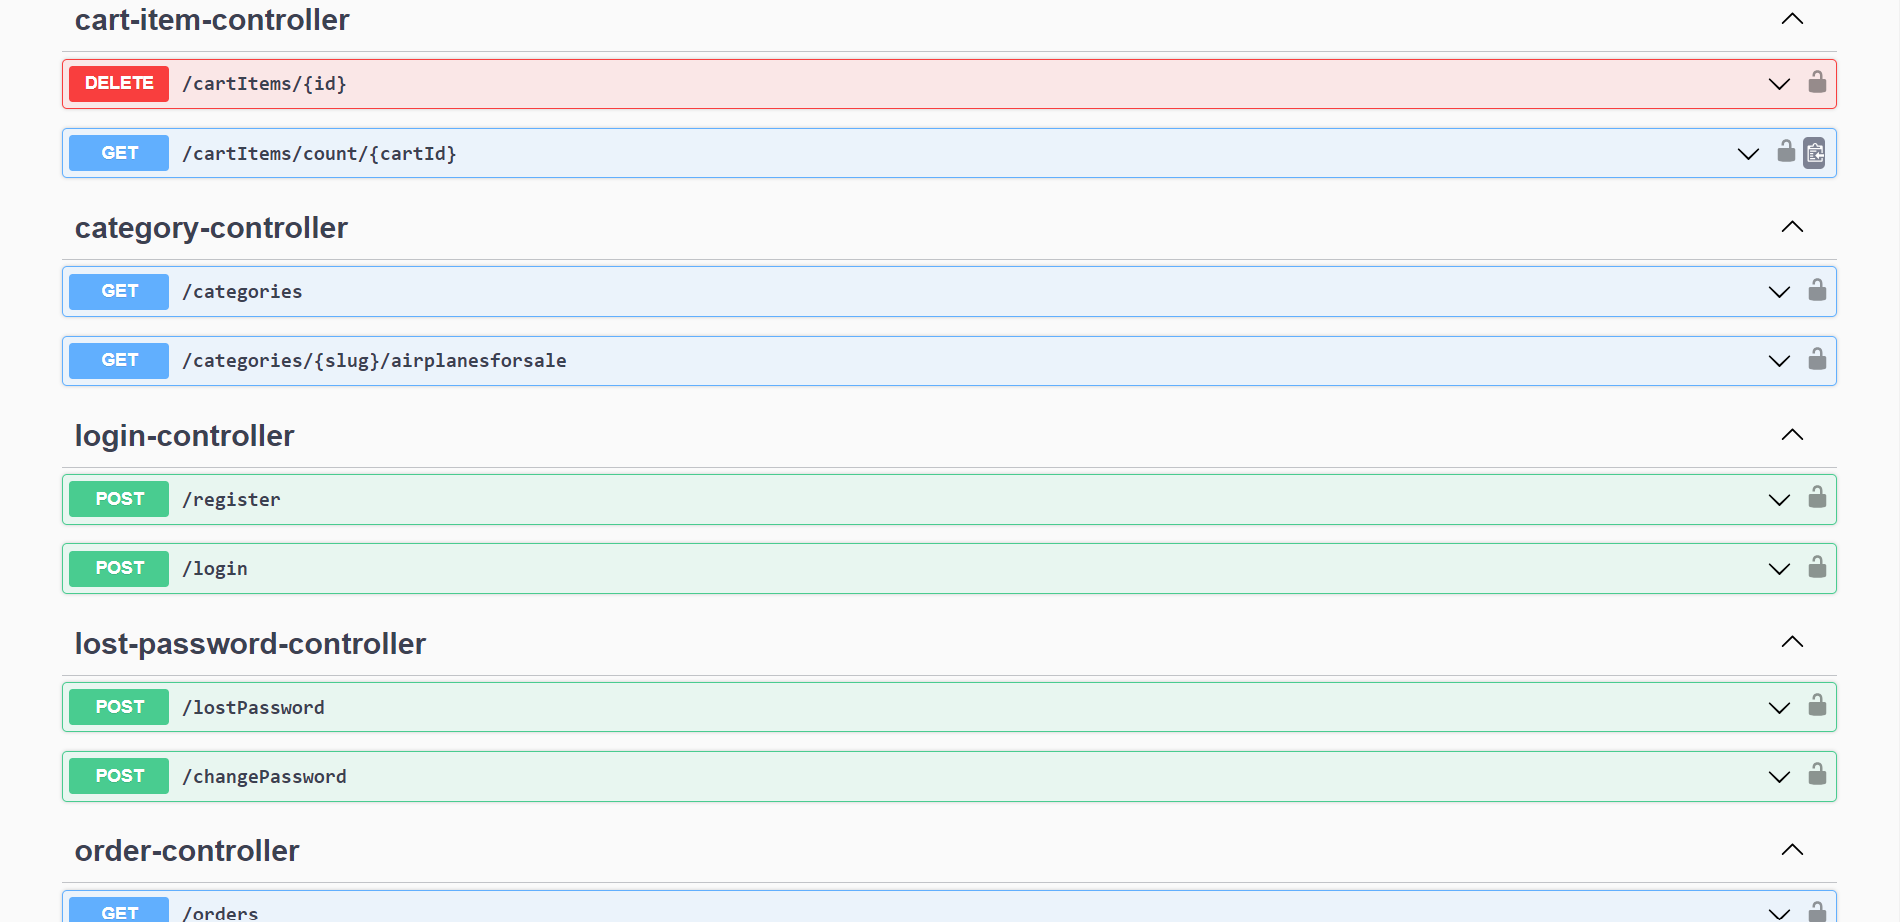 cart-item-controller
DELETE /cartItems/{id}
GET /cartItems/count/{cartId}
category-controller
GET /categories
GET /categories/{slug}/airplanesforsale
login-controller
POST /register
POST /login
lost-password-controller
POST /lostPassword
POST /changePassword
order-controller
GET /orders